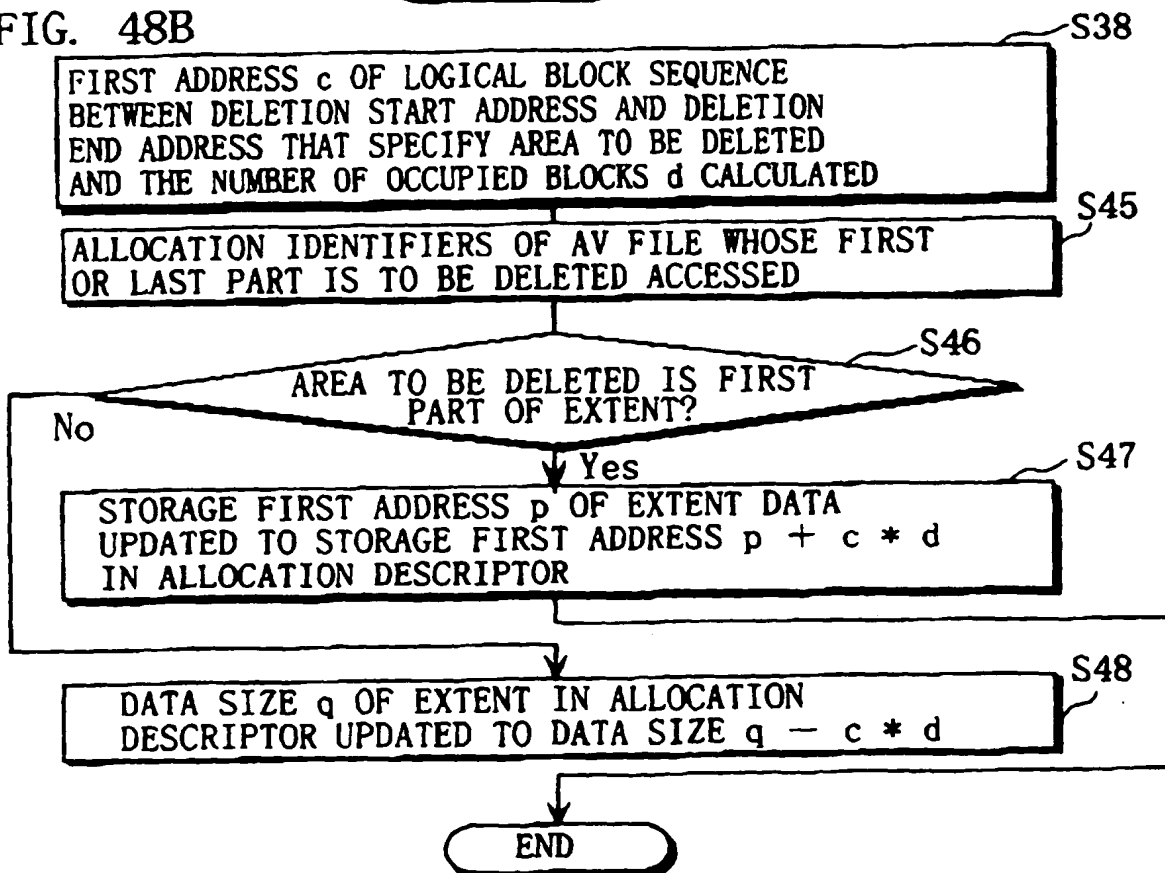 FIG. 48B
S38
FIRST ADDRESS c OF LOGICAL BLOCK SEQUENCE
BETWEEN DELETION START ADDRESS AND DELETION
END ADDRESS THAT SPECIFY AREA TO BE DELETED
AND THE NUMBER OF OCCUPIED BLOCKS d CALCULATED
S45
ALLOCATION IDENTIFIERS OF AV FILE WHOSE FIRST
OR LAST PART IS TO BE DELETED ACCESSED
S46
AREA TO BE DELETED IS FIRST
PART OF EXTENT?
No
Yes
S47
STORAGE FIRST ADDRESS p OF EXTENT DATA
UPDATED TO STORAGE FIRST ADDRESS p + c * d
IN ALLOCATION DESCRIPTOR
S48
DATA SIZE q OF EXTENT IN ALLOCATION
DESCRIPTOR UPDATED TO DATA SIZE q — c * d
END